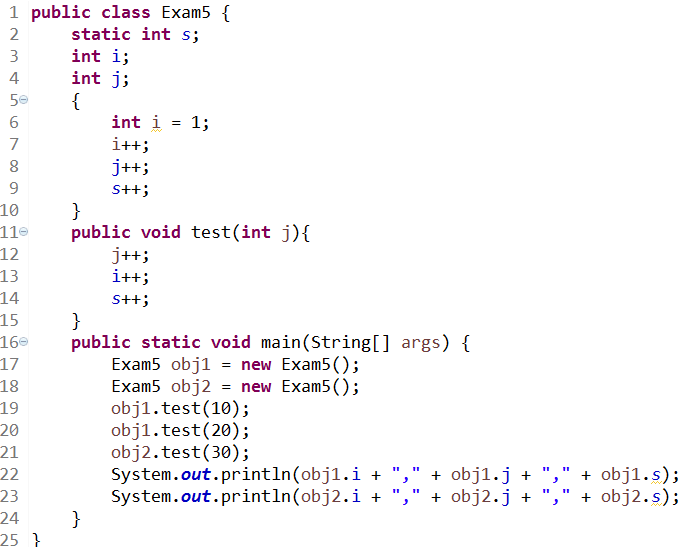 1 public class Exam5 {
2     static int s;
3     int i;
4     int j;
5     {
6         int i = 1;
7         i++;
8         j++;
9         s++;
10     }
11     public void test(int j){
12         j++;
13         i++;
14         s++;
15     }
16     public static void main(String[] args) {
17         Exam5 obj1 = new Exam5();
18         Exam5 obj2 = new Exam5();
19         obj1.test(10);
20         obj1.test(20);
21         obj2.test(30);
22         System.out.println(obj1.i + "," + obj1.j + "," + obj1.s);
23         System.out.println(obj2.i + "," + obj2.j + "," + obj2.s);
24     }
25 }